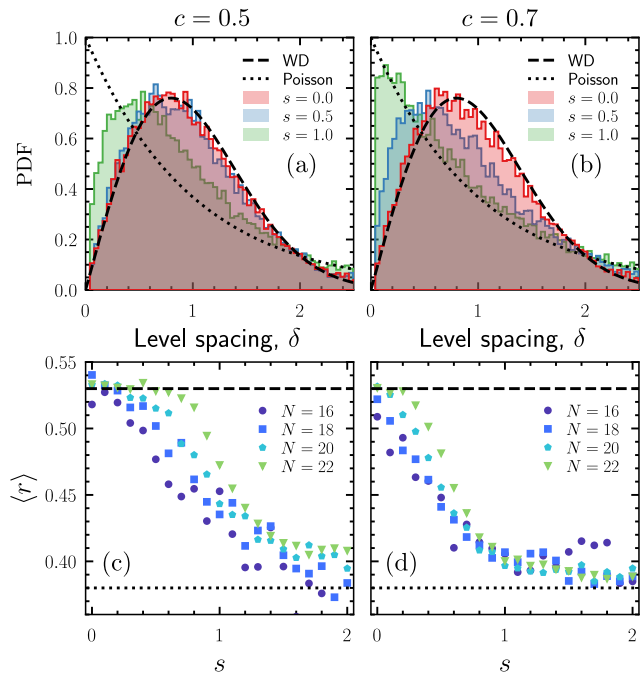 c = 0.5
c = 0.7
PDF
1.0
0.8
0.6
0.4
0.2
0.0
WD
Poisson
s = 0.0
s = 0.5
s = 1.0
(a)
0
1
2
Level spacing, δ
WD
Poisson
s = 0.0
s = 0.5
s = 1.0
(b)
0
1
2
Level spacing, δ
⟨r⟩
0.55
0.50
0.45
0.40
N = 16
N = 18
N = 20
N = 22
(c)
0
1
2
s
N = 16
N = 18
N = 20
N = 22
(d)
0
1
2
s